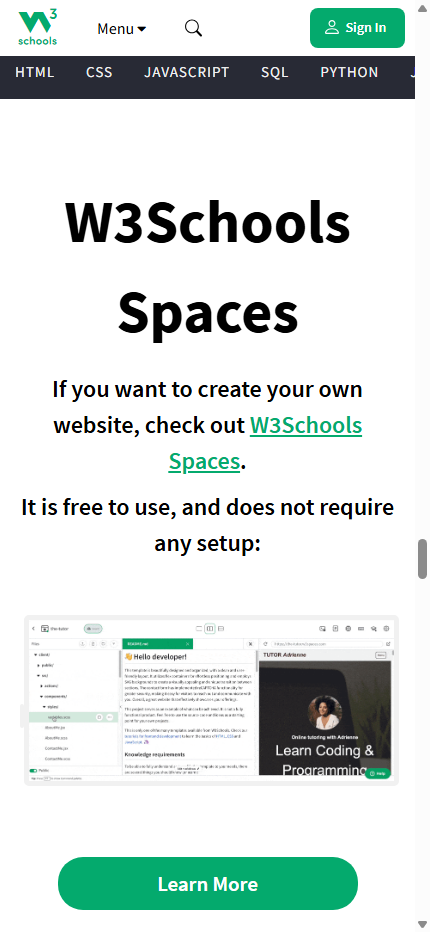 3
schools
Menu
Sign In
HTML CSS JAVASCRIPT SQL PYTHON
W3Schools
Spaces
If you want to create your own
website, check out W3Schools
Spaces.
It is free to use, and does not require
any setup:
Hello developer!
Knowledge requirements
TUTOR Adrienne
Online tutoring with Adrienne
Learn Coding &
Programming
Learn More